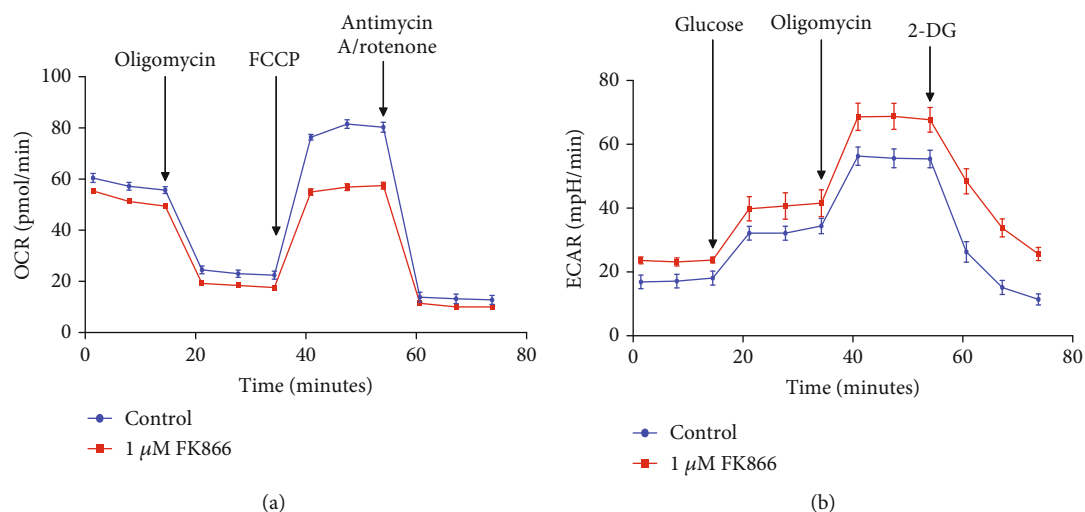 Antimycin
A/rotenone
Oligomycin
FCCP
100
80
60
40
20
0
OCR (pmol/min)
0
20
40
60
80
Time (minutes)
Control
1 μM FK866
(a)
Glucose
Oligomycin
2-DG
80
60
40
20
0
ECAR (mpH/min)
0
20
40
60
80
Time (minutes)
Control
1 μM FK866
(b)